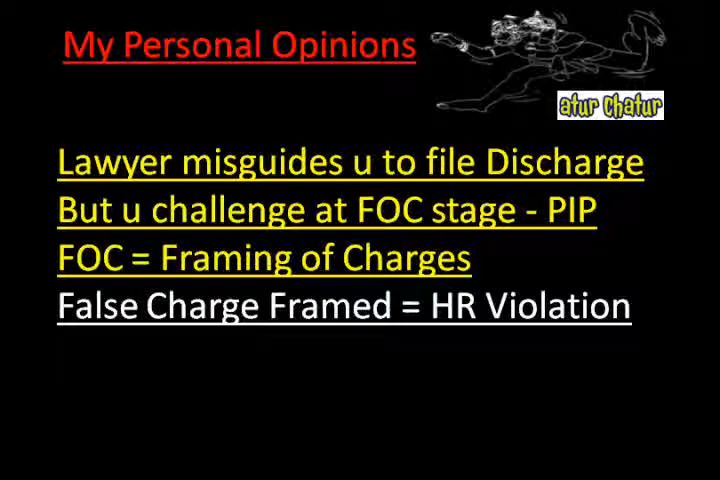 My Personal Opinions
atur chatur
Lawyer misguides u to file Discharge
But u challenge at FOC stage - PIP
FOC = Framing of Charges
False Charge Framed = HR Violation